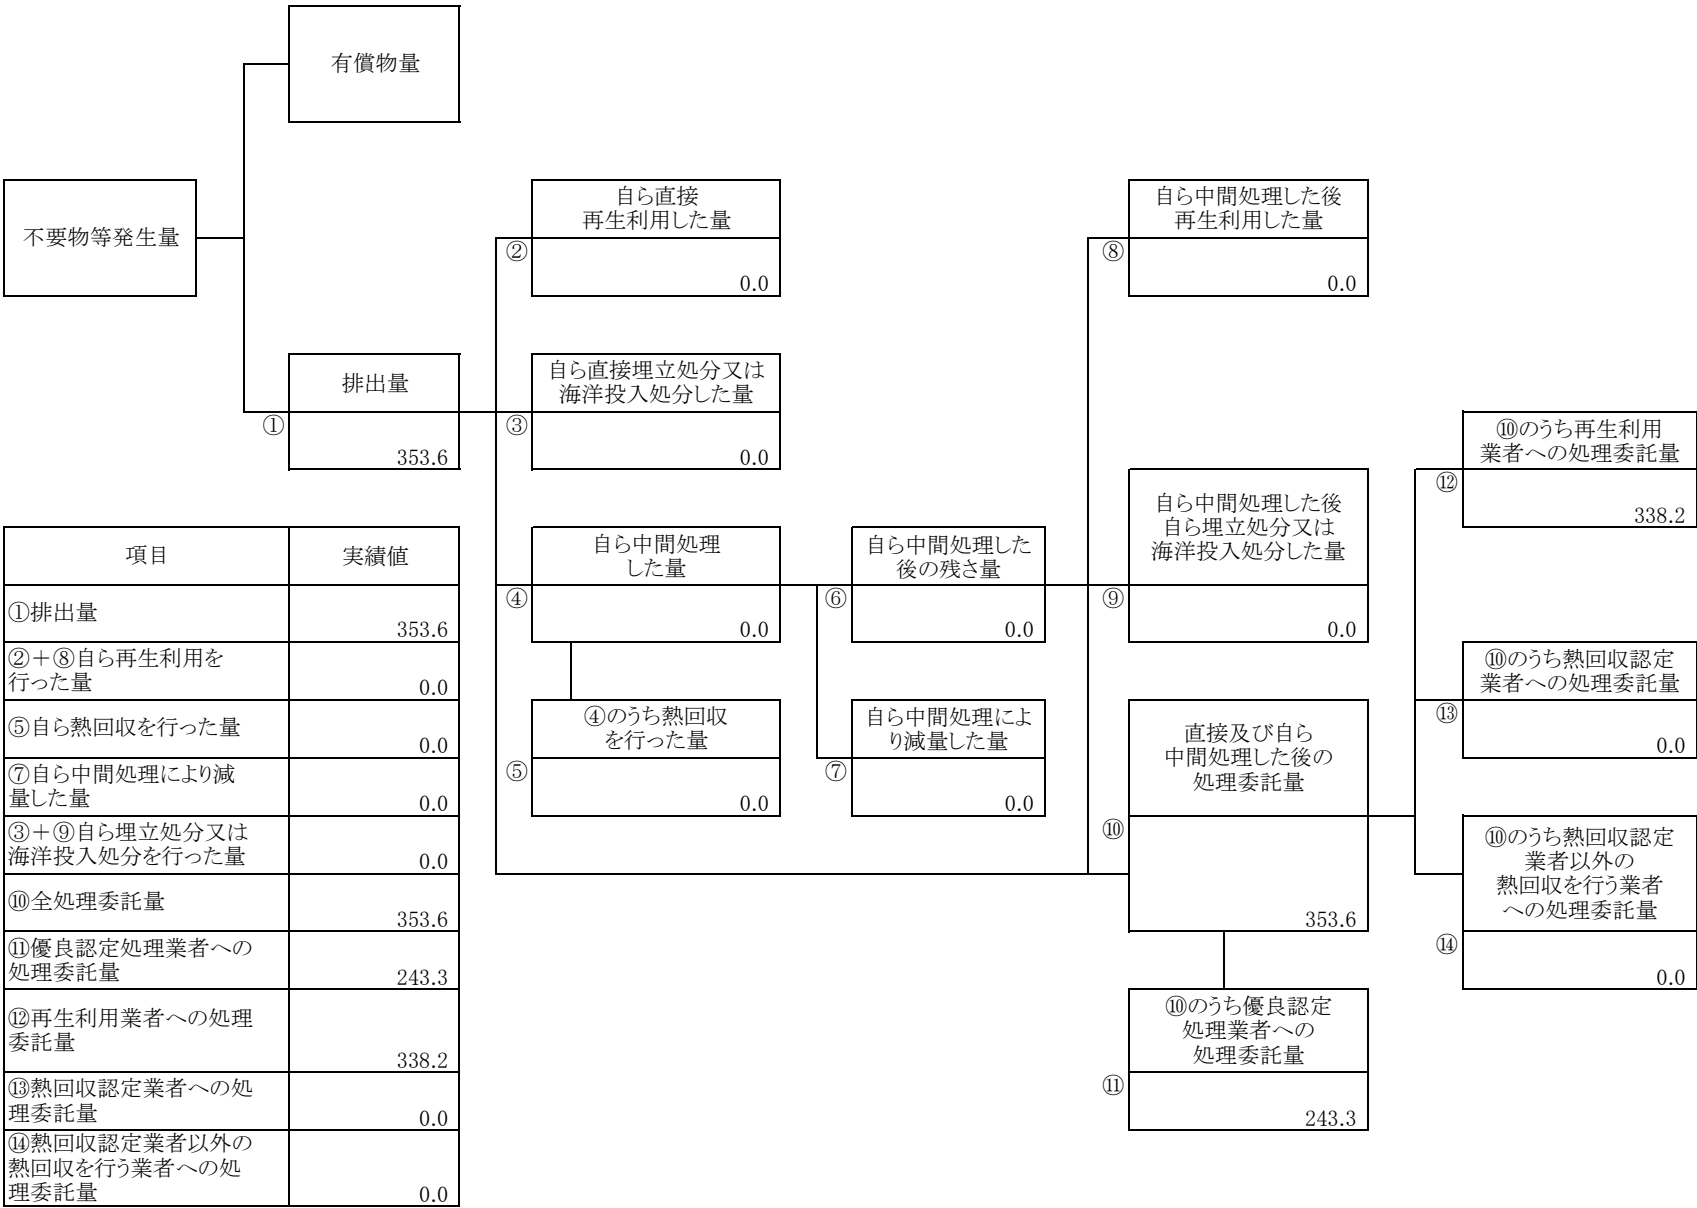 有償物量
不要物等発生量
排出量
①
353.6
自ら直接
再生利用した量
②
0.0
自ら直接埋立処分又は
海洋投入処分した量
③
0.0
自ら中間処理
した量
④
0.0
④のうち熱回収
を行った量
⑤
0.0
自ら中間処理した
後の残さ量
⑥
0.0
自ら中間処理によ
り減量した量
⑦
0.0
自ら中間処理した後
再生利用した量
⑧
0.0
自ら中間処理した後
自ら埋立処分又は
海洋投入処分した量
⑨
0.0
直接及び自ら
中間処理した後の
処理委託量
⑩
353.6
⑩のうち優良認定
処理業者への
処理委託量
⑪
243.3
⑩のうち再生利用
業者への処理委託量
⑫
338.2
⑩のうち熱回収認定
業者への処理委託量
⑬
0.0
⑩のうち熱回収認定
業者以外の
熱回収を行う業者
への処理委託量
⑭
0.0
項目 実績値
①排出量
353.6
②＋⑧自ら再生利用を
行った量
0.0
⑤自ら熱回収を行った量
0.0
⑦自ら中間処理により減
量した量
0.0
③＋⑨自ら埋立処分又は
海洋投入処分を行った量
0.0
⑩全処理委託量
353.6
⑪優良認定処理業者への
処理委託量
243.3
⑫再生利用業者への処理
委託量
338.2
⑬熱回収認定業者への処
理委託量
0.0
⑭熱回収認定業者以外の
熱回収を行う業者への処
理委託量
0.0